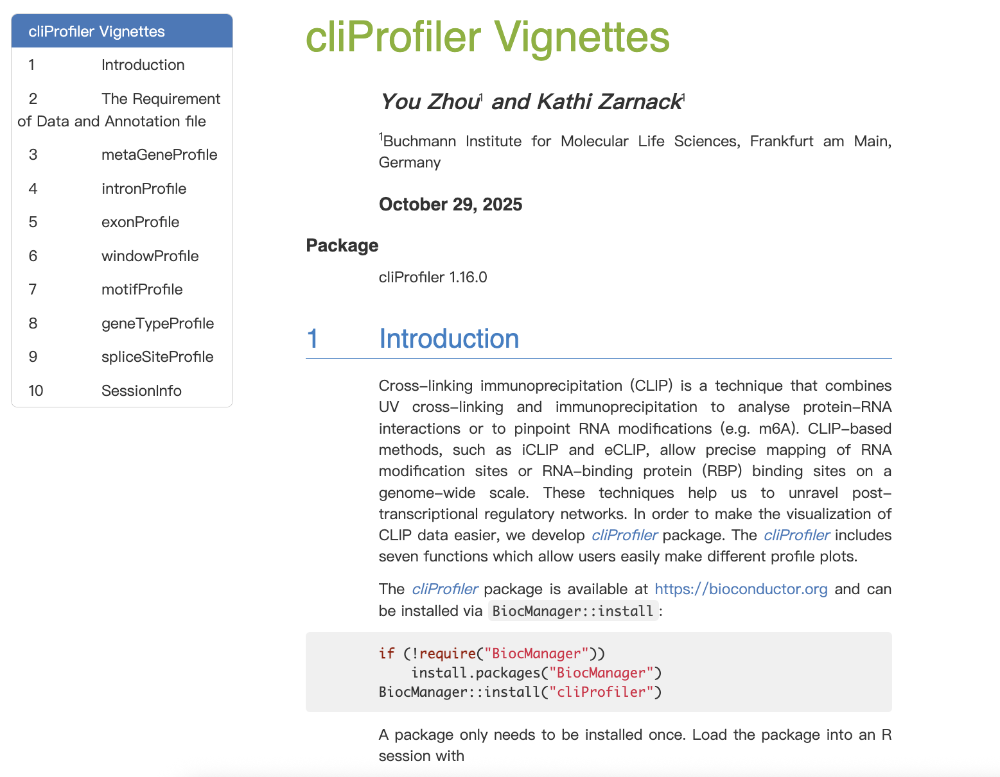 cliProfiler Vignettes
1 Introduction
2 The Requirement
of Data and Annotation file
3 metaGeneProfile
4 intronProfile
5 exonProfile
6 windowProfile
7 motifProfile
8 geneTypeProfile
9 spliceSiteProfile
10 SessionInfo
cliProfiler Vignettes
You Zhou¹ and Kathi Zarnack¹
¹Buchmann Institute for Molecular Life Sciences, Frankfurt am Main,
Germany
October 29, 2025
Package
cliProfiler 1.16.0
1 Introduction
Cross-linking immunoprecipitation (CLIP) is a technique that combines
UV cross-linking and immunoprecipitation to analyse protein-RNA
interactions or to pinpoint RNA modifications (e.g. m6A). CLIP-based
methods, such as iCLIP and eCLIP, allow precise mapping of RNA
modification sites or RNA-binding protein (RBP) binding sites on a
genome-wide scale. These techniques help us to unravel post-
transcriptional regulatory networks. In order to make the visualization of
CLIP data easier, we develop cliProfiler package. The cliProfiler includes
seven functions which allow users easily make different profile plots.
The cliProfiler package is available at https://bioconductor.org and can
be installed via BiocManager::install:
if (!require("BiocManager"))
    install.packages("BiocManager")
BiocManager::install("cliProfiler")
A package only needs to be installed once. Load the package into an R
session with